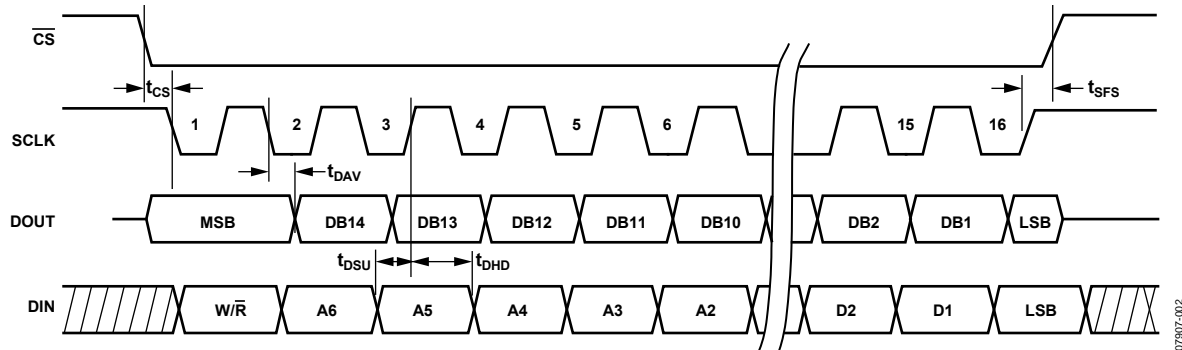 CS
tCS
tSFS
SCLK
1 2 3 4 5 6 15 16
tDAV
DOUT
MSB DB14 DB13 DB12 DB11 DB10 DB2 DB1 LSB
tDSU tDHD
DIN
W/R A6 A5 A4 A3 A2 D2 D1 LSB
07907-002